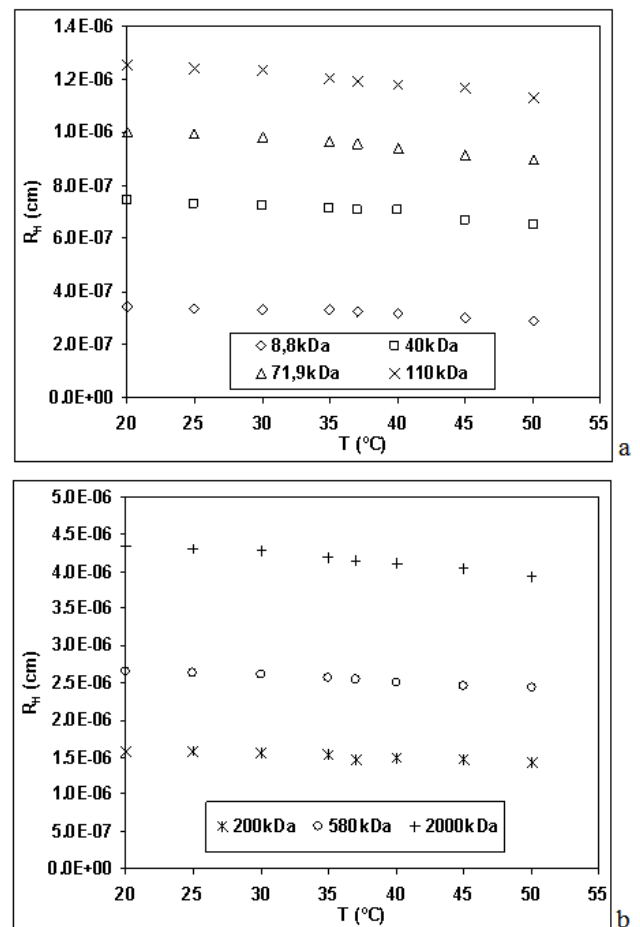 1.4E-06
1.2E-06
1.0E-06
8.0E-07
6.0E-07
4.0E-07
2.0E-07
0.0E+00
R_H (cm)
8,8kDa 40kDa
71,9kDa 110kDa
20 25 30 35 40 45 50 55
T (ºC)
a
5.0E-06
4.5E-06
4.0E-06
3.5E-06
3.0E-06
2.5E-06
2.0E-06
1.5E-06
1.0E-06
5.0E-07
0.0E+00
R_H (cm)
200kDa 580kDa 2000kDa
20 25 30 35 40 45 50 55
T (ºC)
b